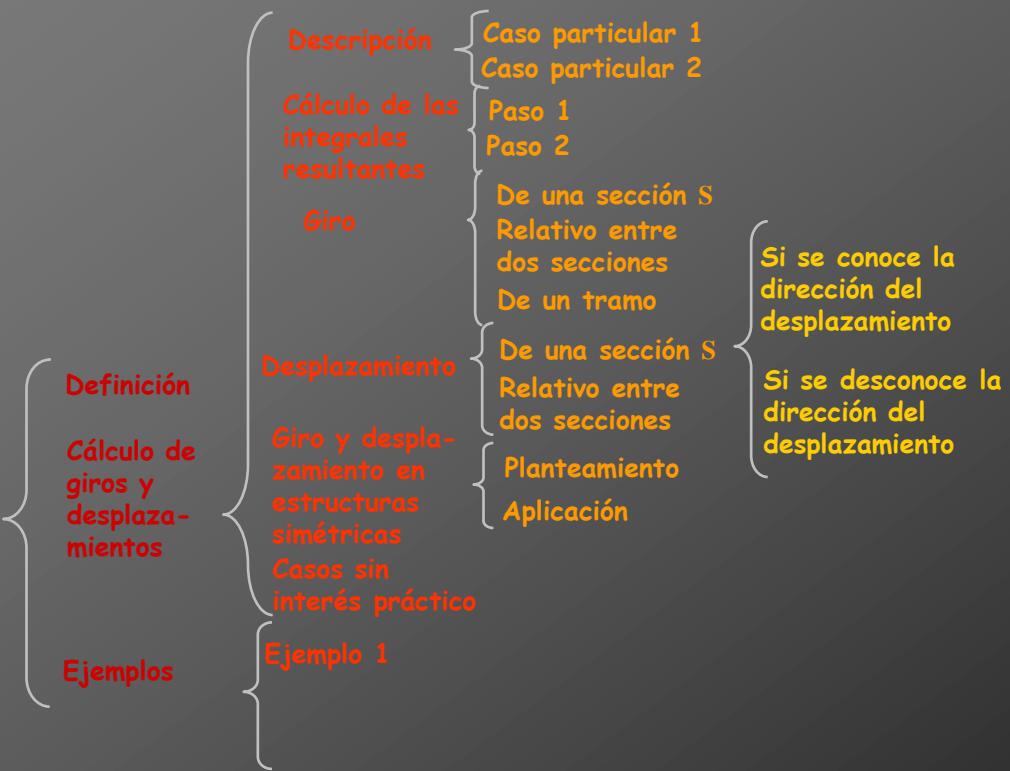 Definición
Cálculo de
giros y
desplaza-
mientos
Ejemplos
Descripción
Cálculo de las
integrales
resultantes
Giro
Desplazamiento
Giro y despla-
zamiento en
estructuras
simétricas
Casos sin
interés práctico
Ejemplo 1
Caso particular 1
Caso particular 2
Paso 1
Paso 2
De una sección S
Relativo entre
dos secciones
De un tramo
De una sección S
Relativo entre
dos secciones
Planteamiento
Aplicación
Si se conoce la
dirección del
desplazamiento
Si se desconoce la
dirección del
desplazamiento